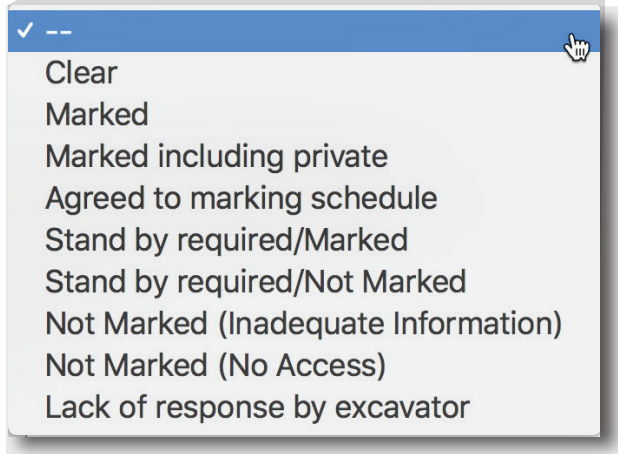 ✓ --
Clear
Marked
Marked including private
Agreed to marking schedule
Stand by required/Marked
Stand by required/Not Marked
Not Marked (Inadequate Information)
Not Marked (No Access)
Lack of response by excavator